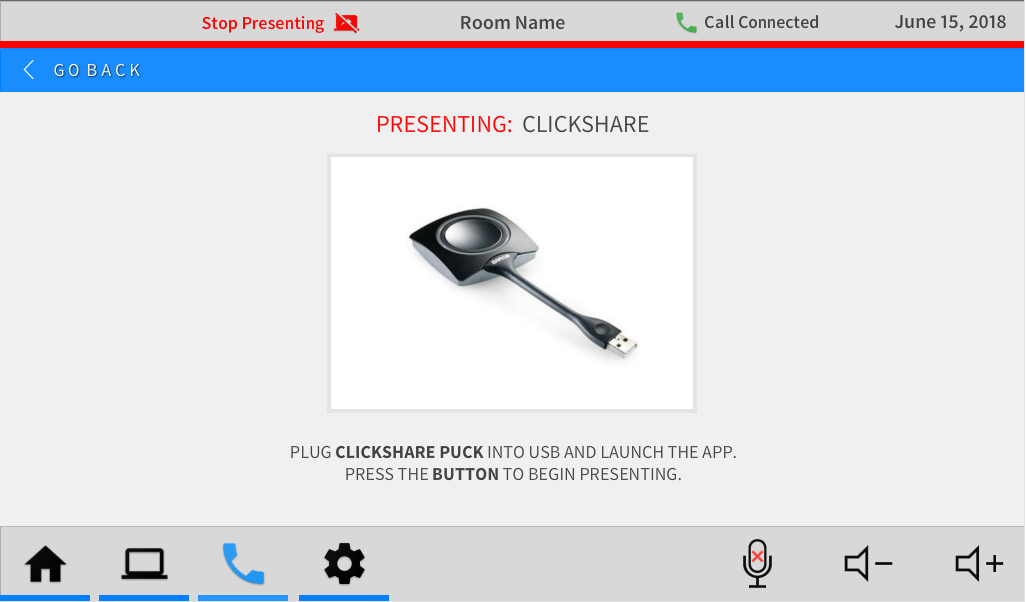 Stop Presenting
Room Name
Call Connected
June 15, 2018
GO BACK
PRESENTING: CLICKSHARE
PLUG CLICKSHARE PUCK INTO USB AND LAUNCH THE APP.
PRESS THE BUTTON TO BEGIN PRESENTING.